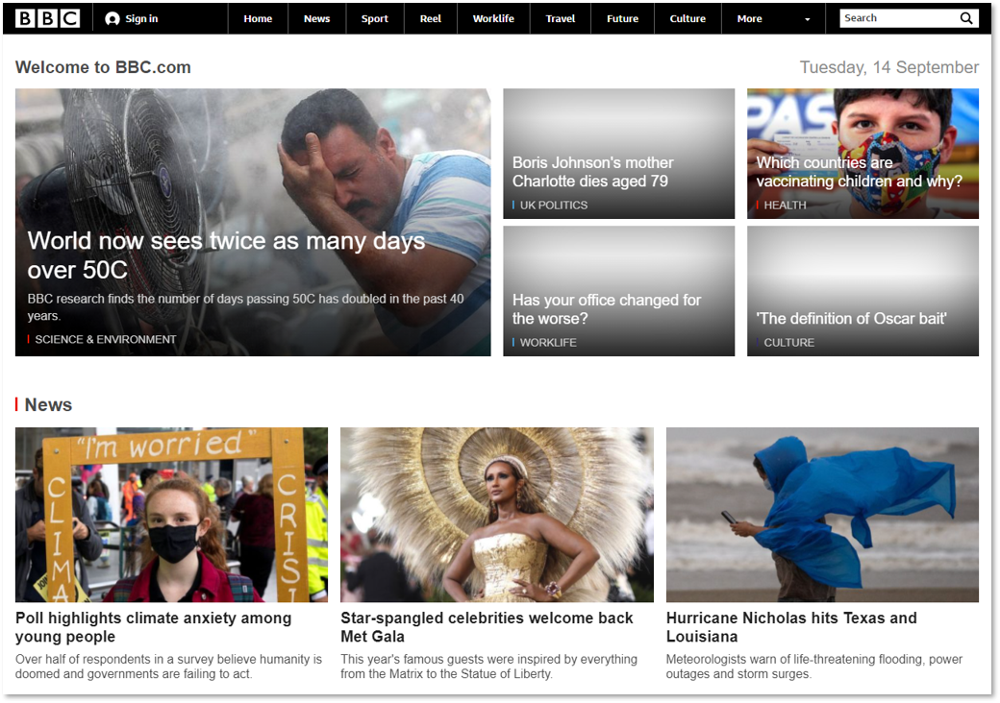 BBC
Sign in
Home
News
Sport
Reel
Worklife
Travel
Future
Culture
More
Search
Welcome to BBC.com
Tuesday, 14 September
World now sees twice as many days
over 50C
BBC research finds the number of days passing 50C has doubled in the past 40
years.
SCIENCE & ENVIRONMENT
Boris Johnson's mother
Charlotte dies aged 79
UK POLITICS
PAS
Which countries are
vaccinating children and why?
HEALTH
Has your office changed for
the worse?
WORKLIFE
'The definition of Oscar bait'
CULTURE
News
"i'm worried"
CLIMA
CRISI
Poll highlights climate anxiety among
young people
Over half of respondents in a survey believe humanity is
doomed and governments are failing to act.
Star-spangled celebrities welcome back
Met Gala
This year's famous guests were inspired by everything
from the Matrix to the Statue of Liberty.
Hurricane Nicholas hits Texas and
Louisiana
Meteorologists warn of life-threatening flooding, power
outages and storm surges.